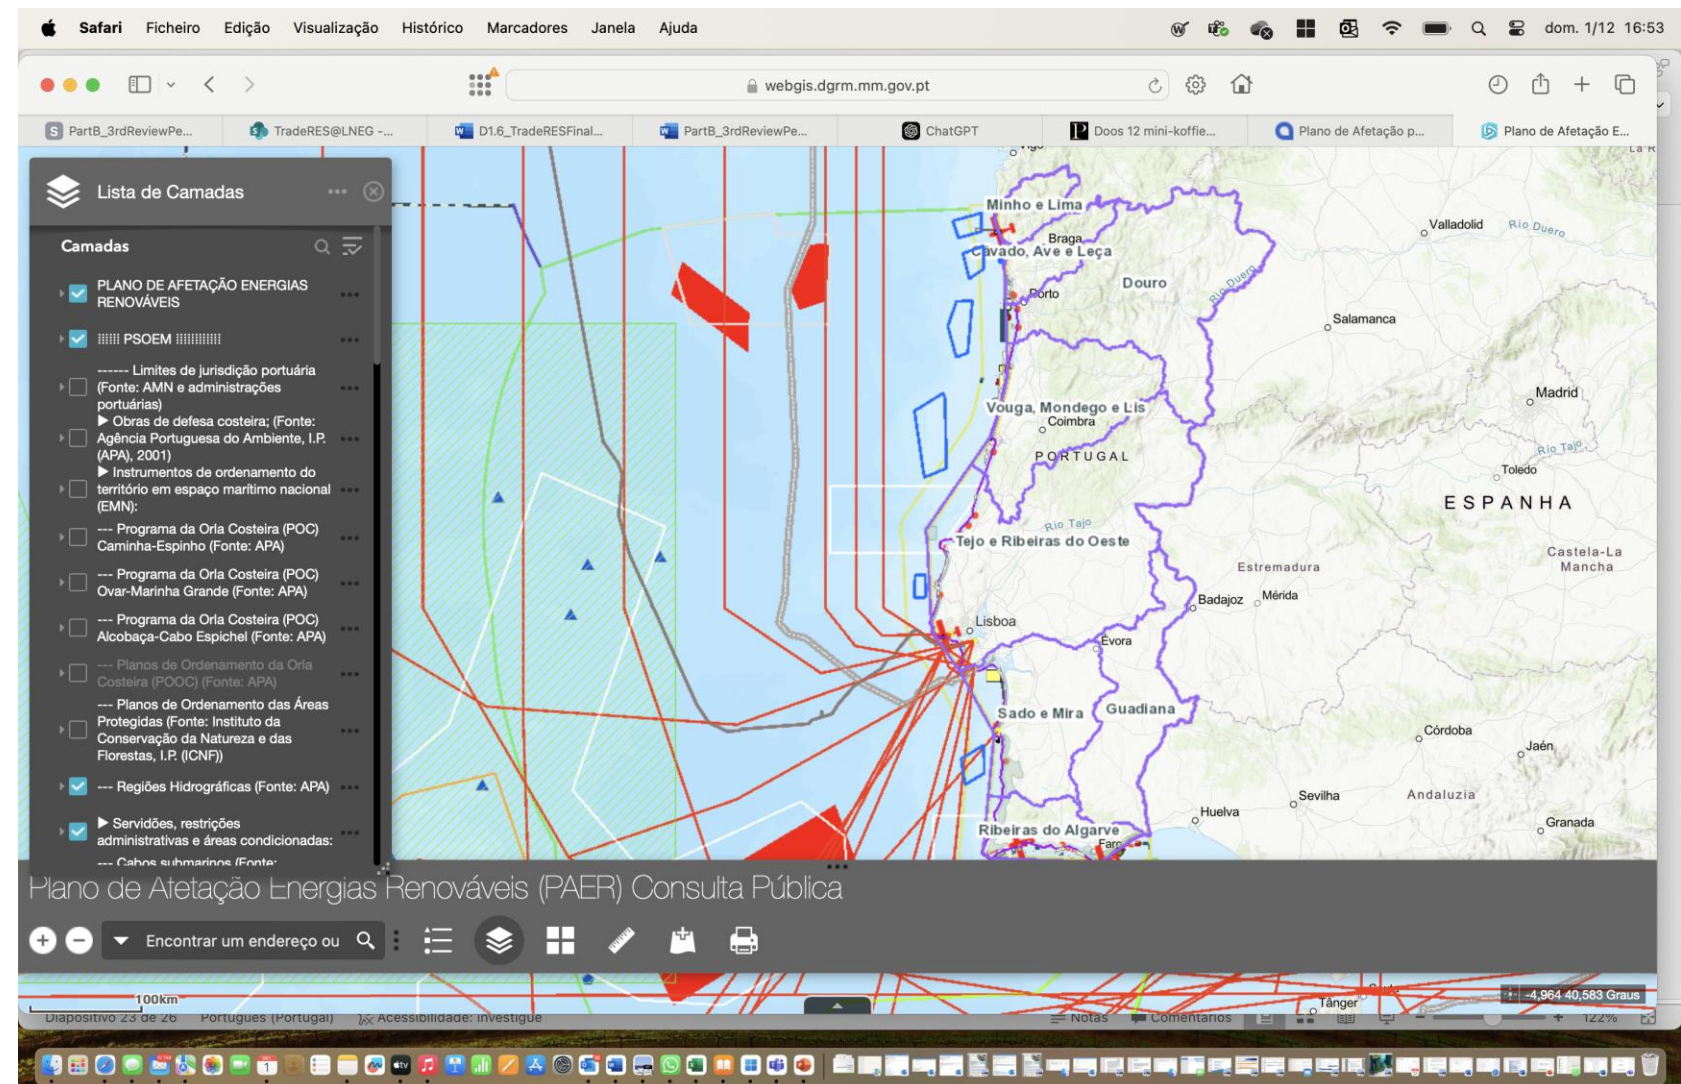 Safari Ficheiro Edição Visualização Histórico Marcadores Janela Ajuda
dom. 1/12 16:53
webgis.dgrm.mm.gov.pt
PartB_3rdReviewPe...
TradeRES@LNEG -...
D1.6_TradeRESFinal...
PartB_3rdReviewPe...
ChatGPT
Doos 12 mini-koffie...
Plano de Afetação p...
Plano de Afetação E...
Lista de Camadas
Camadas
PLANO DE AFETAÇÃO ENERGIAS
RENOVÁVEIS
PSOEM
------ Limites de jurisdição portuária
(Fonte: AMN e administrações
portuárias)
▶ Obras de defesa costeira; (Fonte:
Agência Portuguesa do Ambiente, I.P.
(APA), 2001)
▶ Instrumentos de ordenamento do
território em espaço marítimo nacional
(EMN):
--- Programa da Orla Costeira (POC)
Caminha-Espinho (Fonte: APA)
--- Programa da Orla Costeira (POC)
Ovar-Marinha Grande (Fonte: APA)
--- Programa da Orla Costeira (POC)
Alcobaça-Cabo Espichel (Fonte: APA)
--- Planos de Ordenamento da Orla
Costeira (POOC) (Fonte: APA)
--- Planos de Ordenamento das Áreas
Protegidas (Fonte: Instituto da
Conservação da Natureza e das
Florestas, I.P. (ICNF))
--- Regiões Hidrográficas (Fonte: APA)
▶ Servidões, restrições
administrativas e áreas condicionadas:
--- Cabos submarinos (Fonte:
Vigo
Minho e Lima
Braga
Cávado, Ave e Leça
Douro
Porto
Rio Duero
Valladolid
Rio Duero
Salamanca
Madrid
Vouga, Mondego e Lis
Coimbra
PORTUGAL
Rio Tajo
Toledo
ESPANHA
Rio Tajo
Tejo e Ribeiras do Oeste
Castela-La
Mancha
Estremadura
Badajoz
Mérida
Lisboa
Évora
Sado e Mira
Guadiana
Córdoba
Jaén
Sevilha
Andaluzia
Huelva
Granada
Ribeiras do Algarve
Faro
Plano de Afetação Energias Renováveis (PAER) Consulta Pública
Encontrar um endereço ou
100km
Tânger
-4,964 40,583 Graus
Diapositivo 23 de 26 Português (Portugal) Acessibilidade: investigue
Notas Comentários 122%